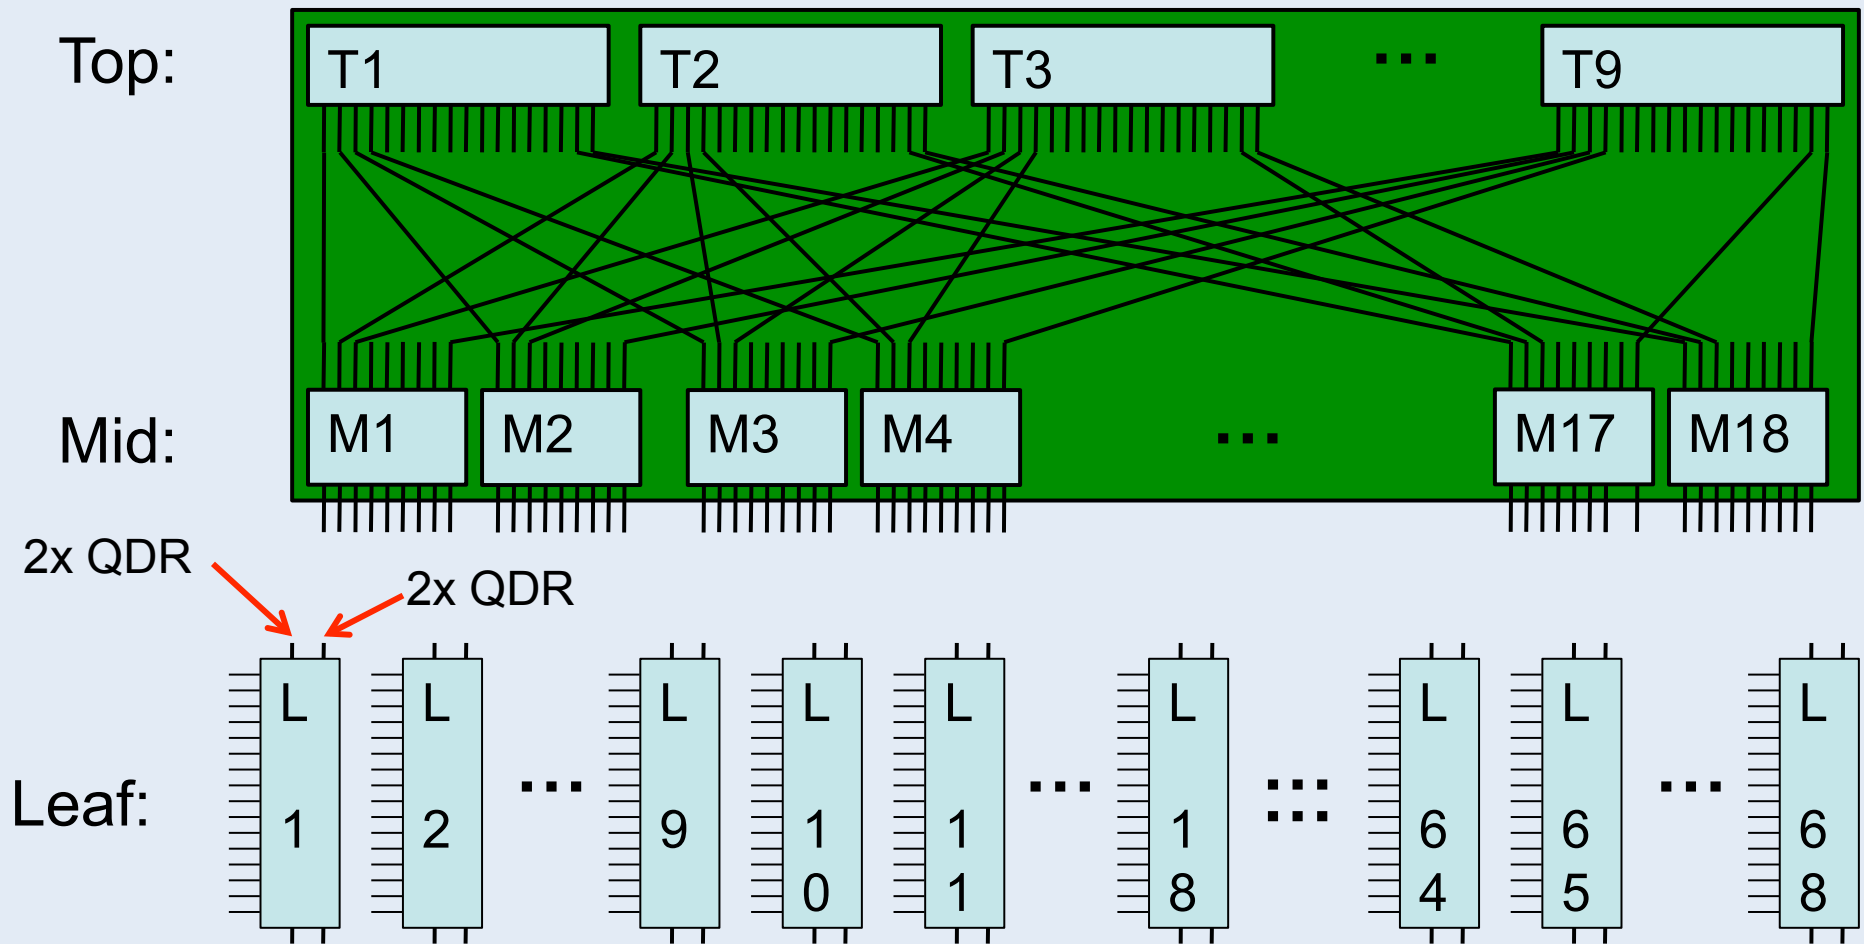 Top:
T1 T2 T3 ... T9
Mid:
M1 M2 M3 M4 ... M17 M18
2x QDR
2x QDR
Leaf:
L L L L L L L L L
1 2 ... 9 1 1 ... 1 ... 6 6 ... 6
0 1 8 ... 4 5 8